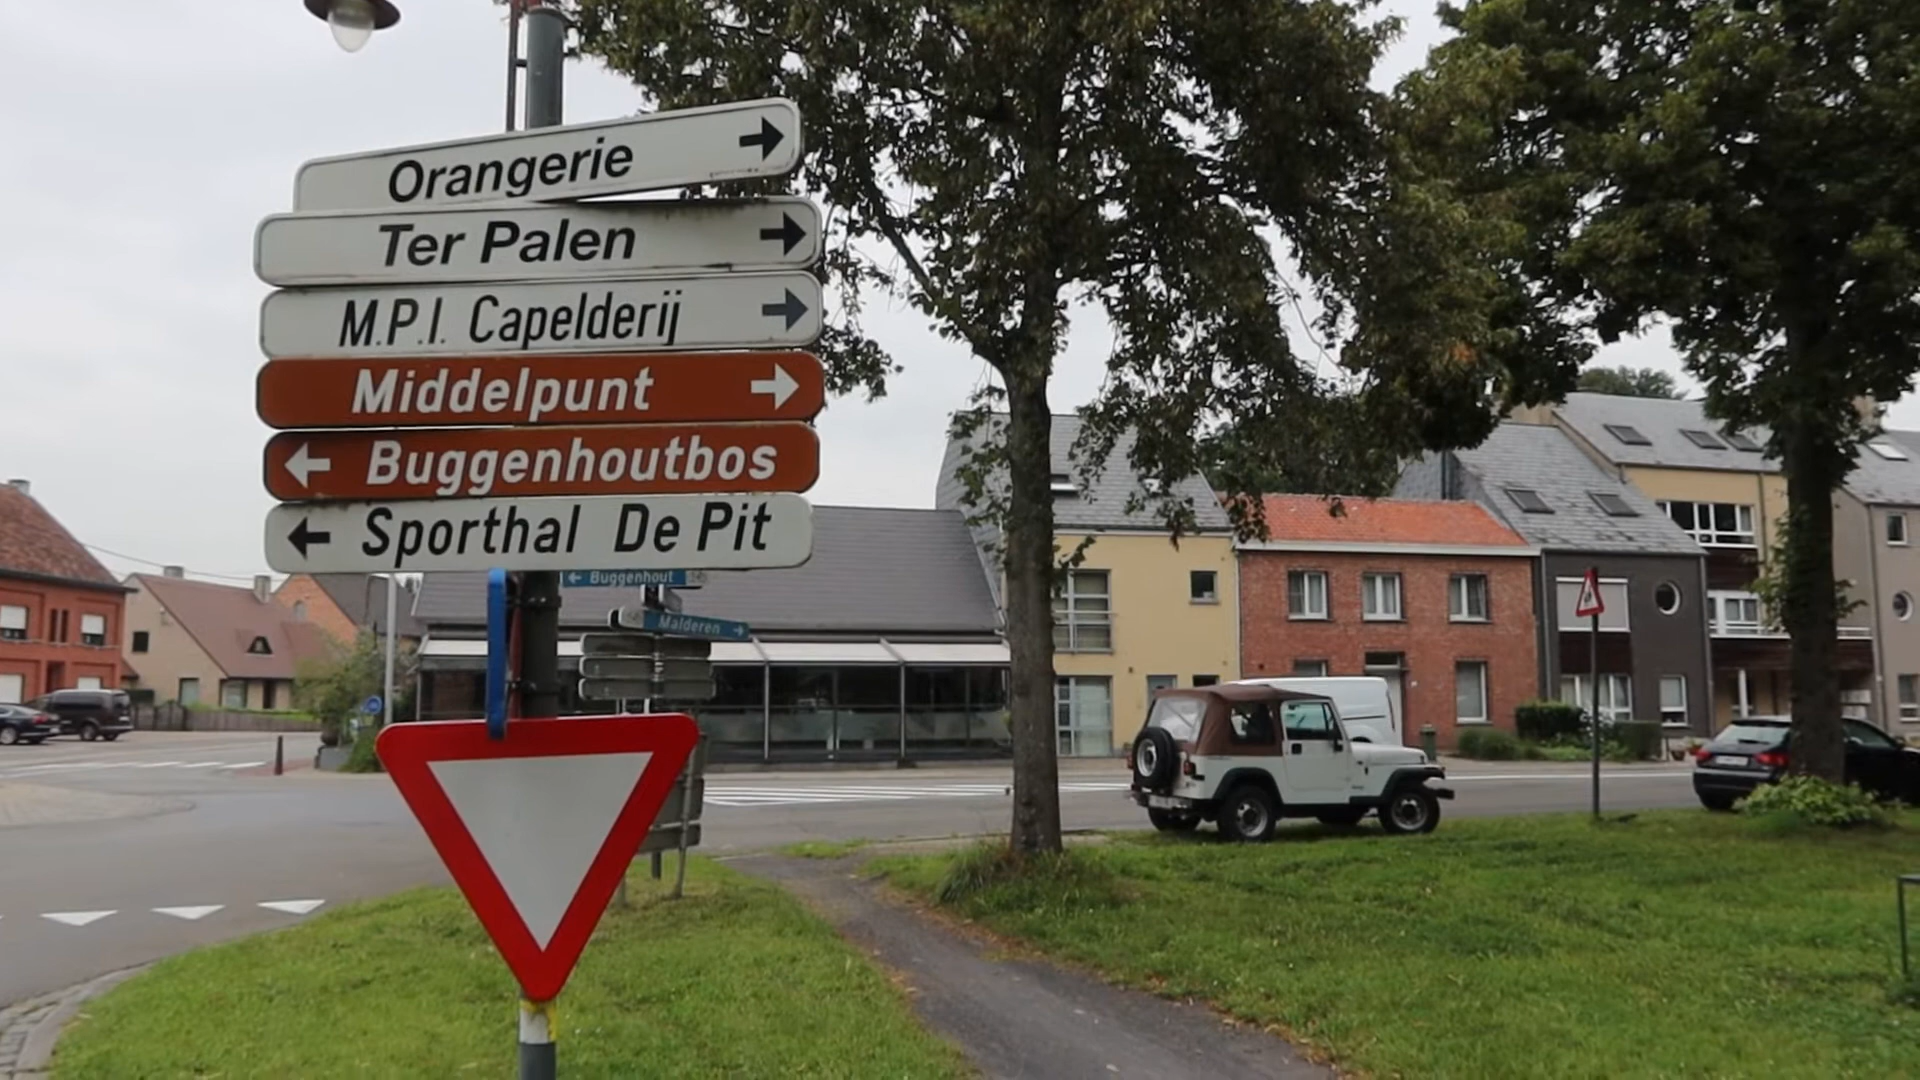 Orangerie
Ter Palen
M.P.I. Capelderij
Middelpunt
Buggenhoutbos
Sporthal De Pit
Buggenhout
Malderen